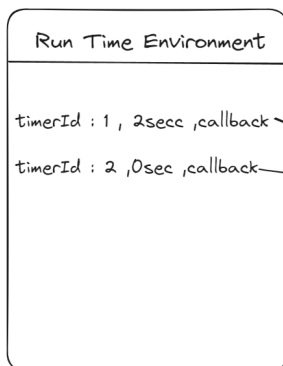 Run Time Environment
timerId : 1 , 2secc ,callback
timerId : 2 ,0sec ,callback